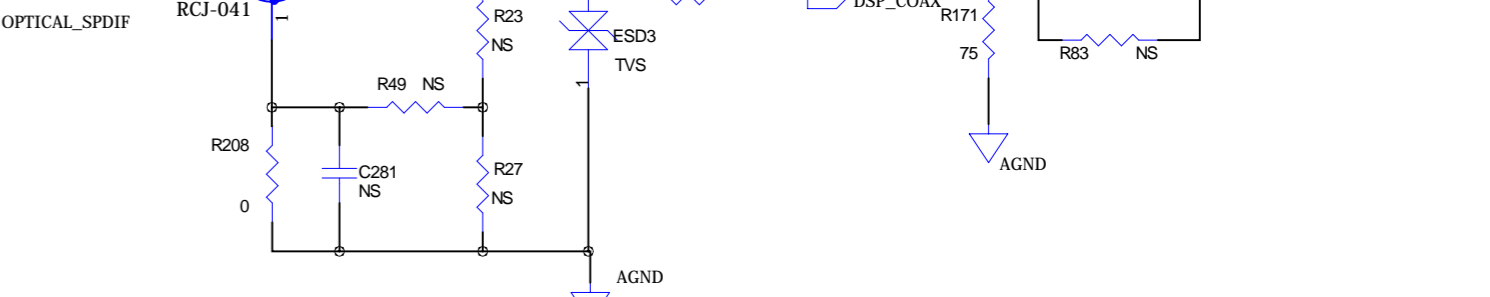 DSP_COAX
RCJ-041
1
OPTICAL_SPDIF
R23
NS
ESD3
TVS
1
R171
75
R83
NS
R49 NS
R208
0
C281
NS
R27
NS
AGND
AGND